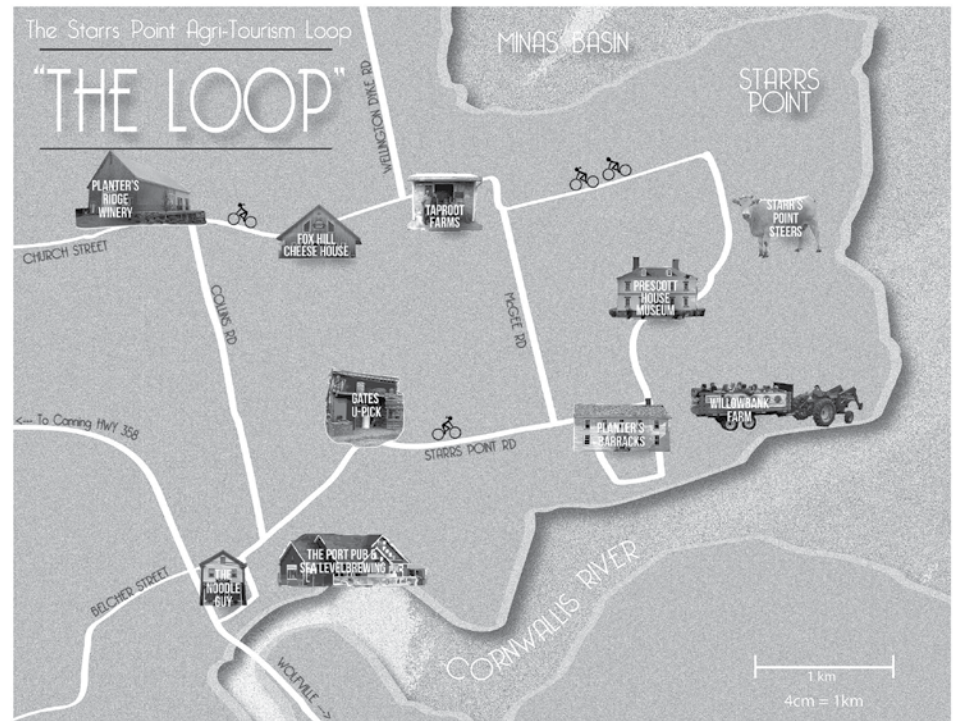 The Starrs Point Agri-Tourism Loop
"THE LOOP"
MINAS BASIN
STARRS
POINT
WELLINGTON DYKE RD
PLANTER'S
RIDGE
WINERY
FOX HILL
CHEESE HOUSE
TAPROOT
FARMS
STARR'S
POINT
STEERS
CHURCH STREET
COLLINS RD
McGEE RD
PRESCOTT
HOUSE
MUSEUM
GATES
U-PICK
WILLOWBANK
FARM
<--- To Canning HWY 358
STARRS POINT RD
PLANTER'S
BARRACKS
THE PORT PUB &
SEA LEVEL BREWING
BELCHER STREET
THE
NOODLE
GUY
CORNWALLIS RIVER
WOLFVILLE --->
1 km
4cm = 1km